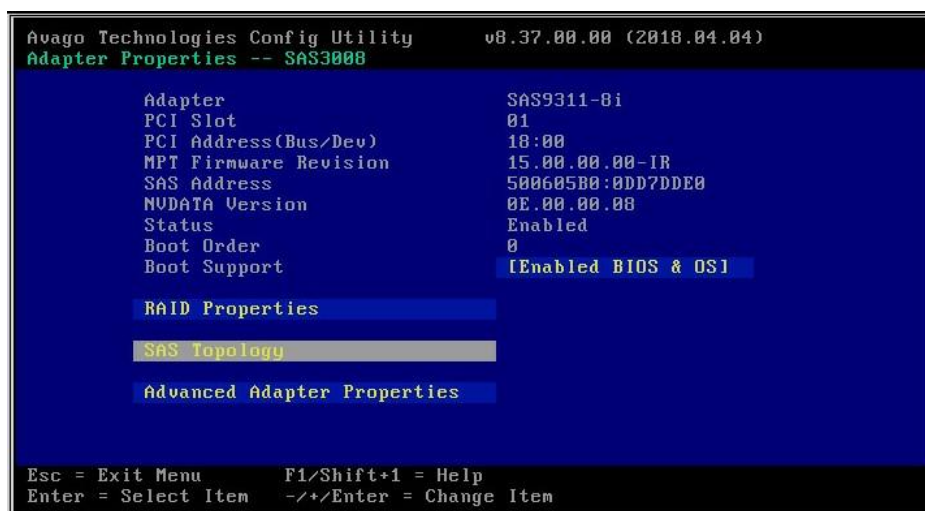 Avago Technologies Config Utility v8.37.00.00 (2018.04.04)
Adapter Properties -- SAS3008
Adapter SAS9311-8i
PCI Slot 01
PCI Address(Bus/Dev) 18:00
MPT Firmware Revision 15.00.00.00-IR
SAS Address 500605B0:0DD7DDE0
NVDATA Version 0E.00.00.08
Status Enabled
Boot Order 0
Boot Support [Enabled BIOS & OS]
RAID Properties
SAS Topology
Advanced Adapter Properties
Esc = Exit Menu F1/Shift+1 = Help
Enter = Select Item -/+/Enter = Change Item